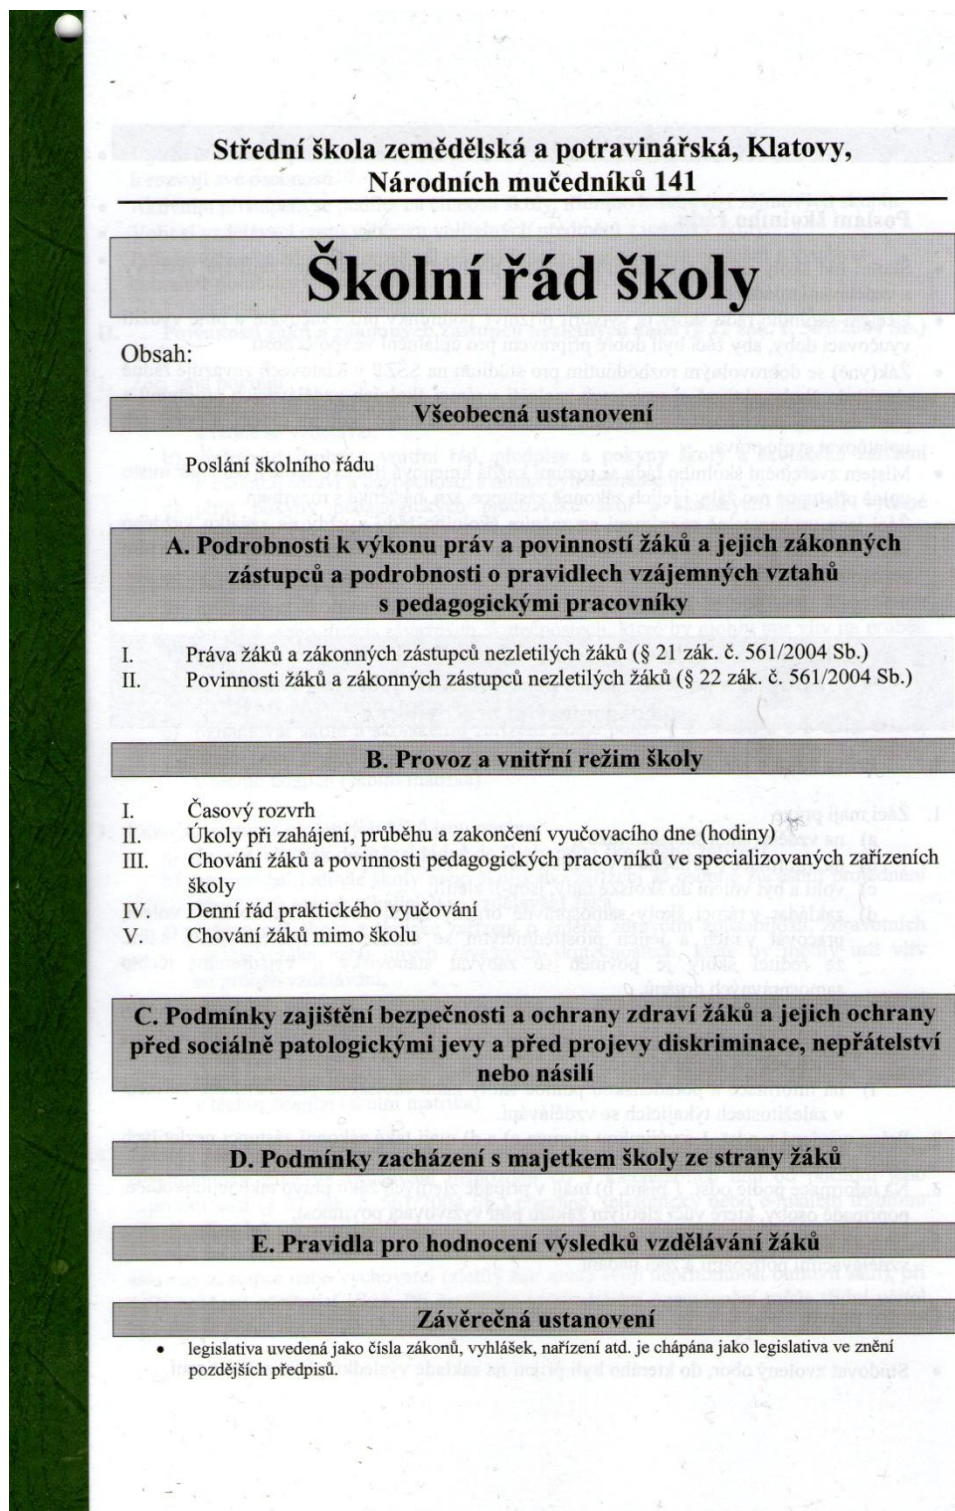 Střední škola zemědělská a potravinářská, Klatovy,
Národních mučedníků 141
Školní řád školy
Obsah:
Všeobecná ustanovení
Poslání školního řádu
A. Podrobnosti k výkonu práv a povinností žáků a jejich zákonných
zástupců a podrobnosti o pravidlech vzájemných vztahů
s pedagogickými pracovníky
I. Práva žáků a zákonných zástupců nezletilých žáků (§ 21 zák. č. 561/2004 Sb.)
II. Povinnosti žáků a zákonných zástupců nezletilých žáků (§ 22 zák. č. 561/2004 Sb.)
B. Provoz a vnitřní režim školy
I. Časový rozvrh
II. Úkoly při zahájení, průběhu a zakončení vyučovacího dne (hodiny)
III. Chování žáků a povinnosti pedagogických pracovníků ve specializovaných zařízeních
školy
IV. Denní řád praktického vyučování
V. Chování žáků mimo školu
C. Podmínky zajištění bezpečnosti a ochrany zdraví žáků a jejich ochrany
před sociálně patologickými jevy a před projevy diskriminace, nepřátelství
nebo násilí
D. Podmínky zacházení s majetkem školy ze strany žáků
E. Pravidla pro hodnocení výsledků vzdělávání žáků
Závěrečná ustanovení
• legislativa uvedená jako čísla zákonů, vyhlášek, nařízení atd. je chápána jako legislativa ve znění
pozdějších předpisů.